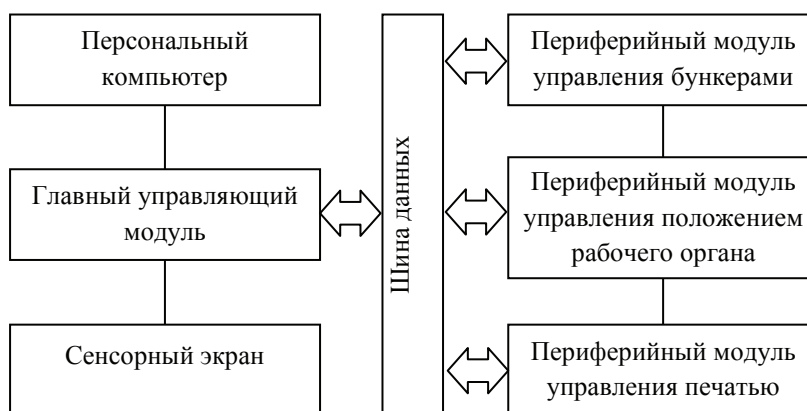 Персональный
компьютер
Главный управляющий
модуль
Сенсорный экран
Шина данных
Периферийный модуль
управления бункерами
Периферийный модуль
управления положением
рабочего органа
Периферийный модуль
управления печатью